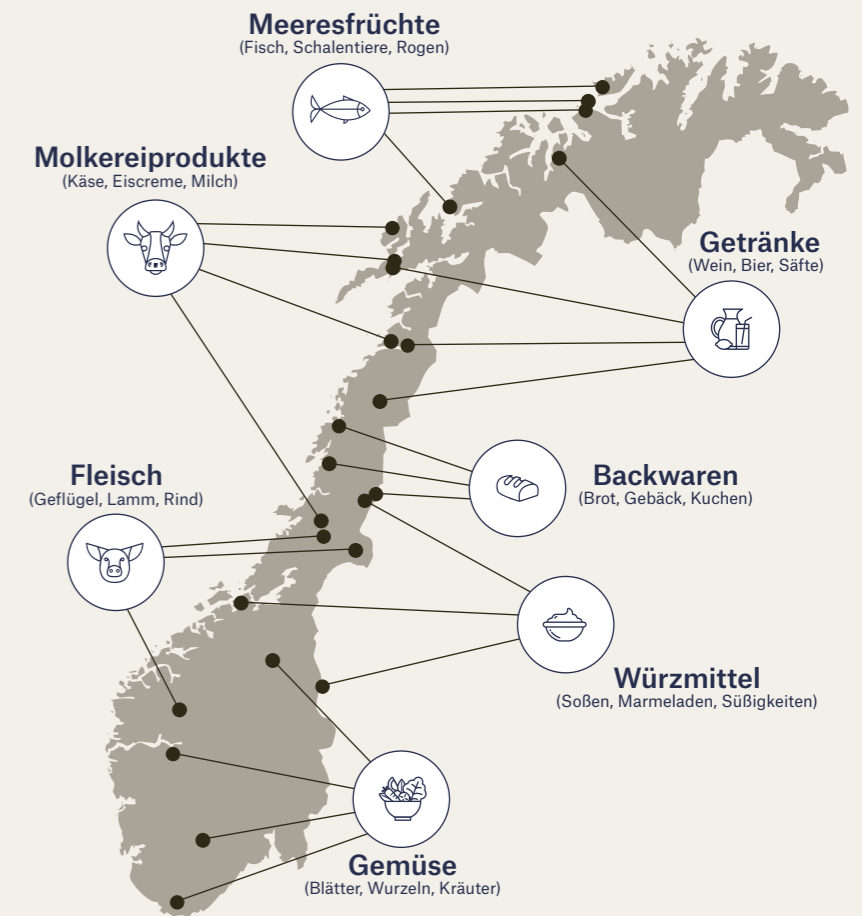 Meeresfrüchte
(Fisch, Schalentiere, Rogen)
Molkereiprodukte
(Käse, Eiscreme, Milch)
Getränke
(Wein, Bier, Säfte)
Fleisch
(Geflügel, Lamm, Rind)
Backwaren
(Brot, Gebäck, Kuchen)
Würzmittel
(Soßen, Marmeladen, Süßigkeiten)
Gemüse
(Blätter, Wurzeln, Kräuter)